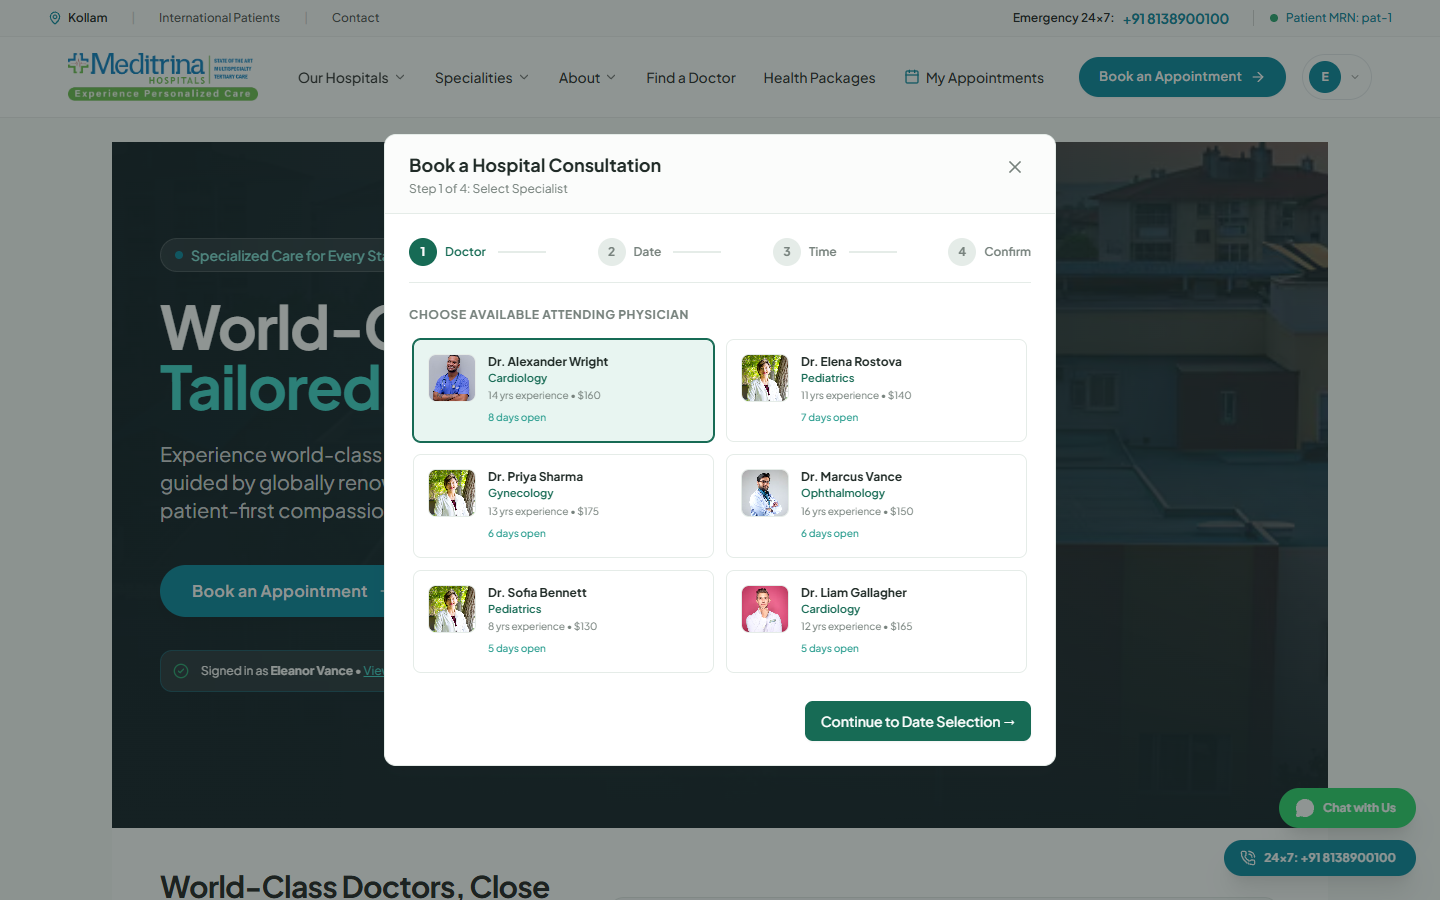 Kollam
International Patients
Contact
Emergency 24x7: +91 8138900100
Patient MRN: pat-1
Meditrina
HOSPITALS
STATE OF THE ART
MULTISPECIALTY
TERTIARY CARE
Experience Personalized Care
Our Hospitals
Specialities
About
Find a Doctor
Health Packages
My Appointments
Book an Appointment →
E
Book a Hospital Consultation
Step 1 of 4: Select Specialist
1 Doctor
2 Date
3 Time
4 Confirm
CHOOSE AVAILABLE ATTENDING PHYSICIAN
Dr. Alexander Wright
Cardiology
14 yrs experience • $160
8 days open
Dr. Elena Rostova
Pediatrics
11 yrs experience • $140
7 days open
Dr. Priya Sharma
Gynecology
13 yrs experience • $175
6 days open
Dr. Marcus Vance
Ophthalmology
16 yrs experience • $150
6 days open
Dr. Sofia Bennett
Pediatrics
8 yrs experience • $130
5 days open
Dr. Liam Gallagher
Cardiology
12 yrs experience • $165
5 days open
Continue to Date Selection →
Specialized Care for Every
World-
Tailored
Experience world-class
guided by globally
patient-first
Book an Appointment
Signed in as Eleanor Vance •
Chat with Us
24x7: +91 8138900100
World-Class Doctors, Close